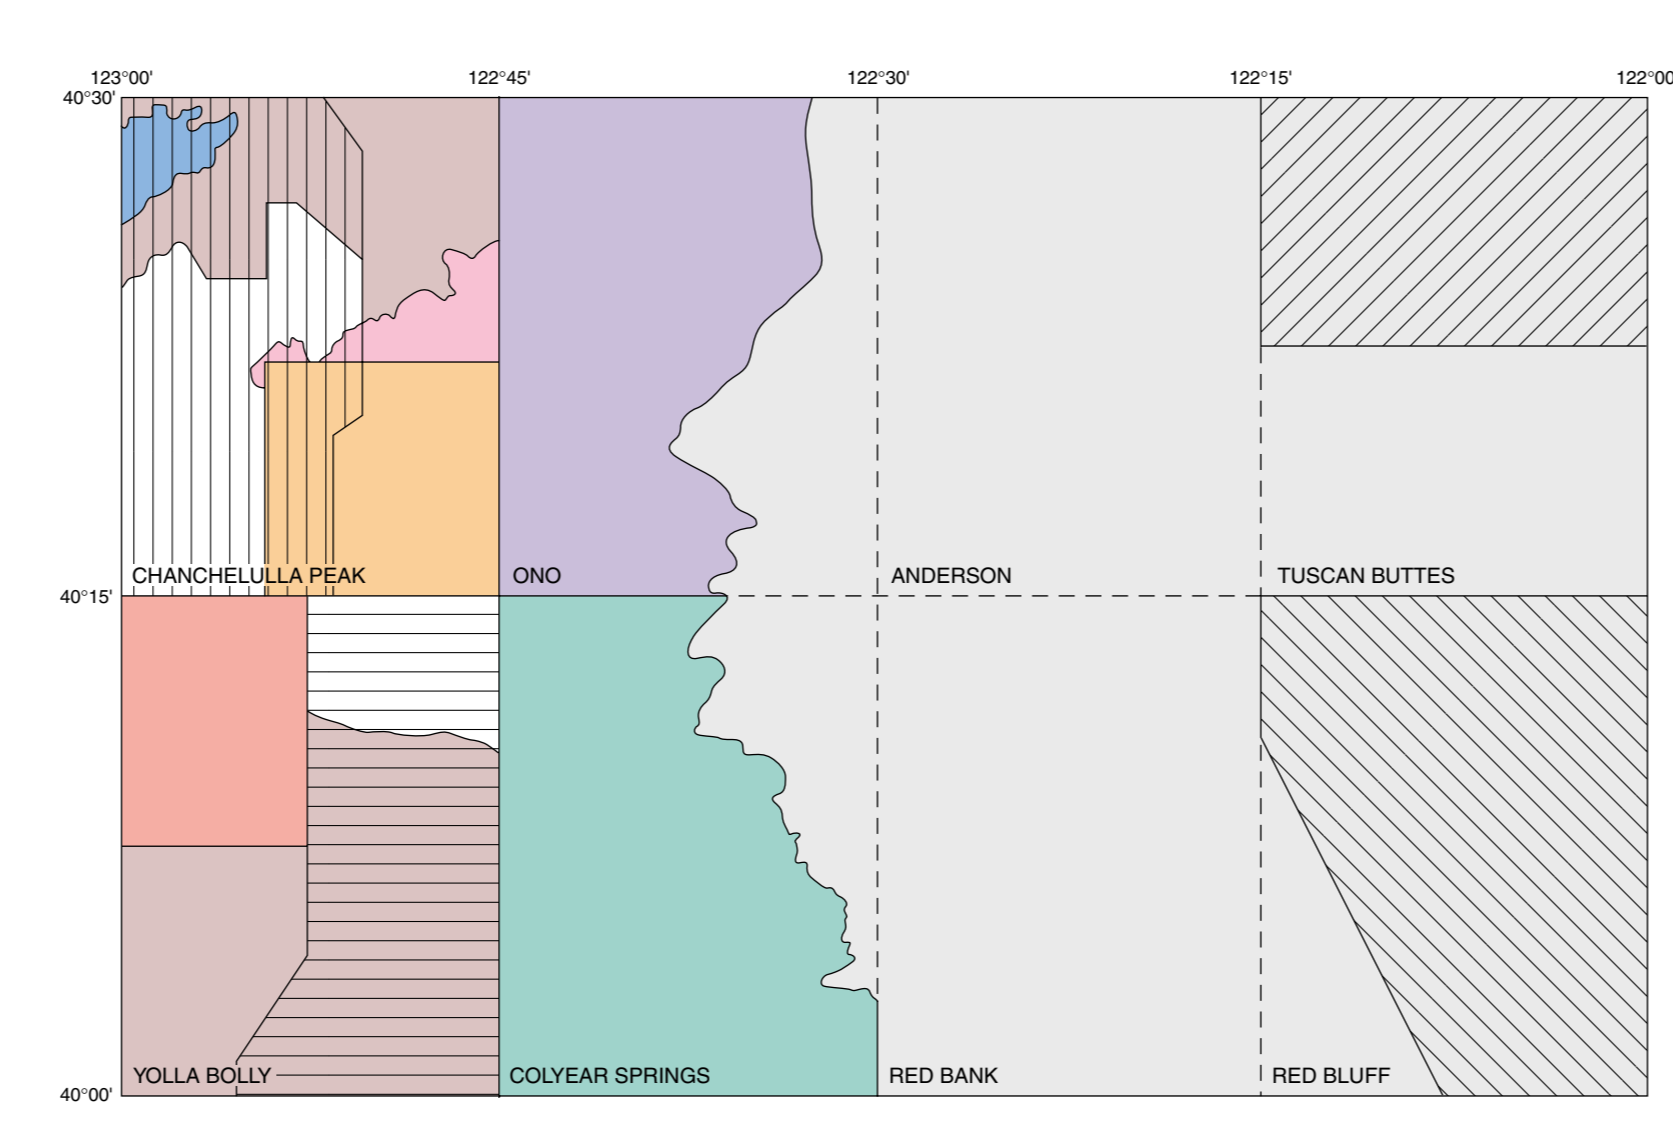 123°00' 122°45' 122°30' 122°15' 122°00
40°30'
CHANCHELULLA PEAK ONO ANDERSON TUSCAN BUTTES
40°15'
YOLLA BOLLY COLYEAR SPRINGS RED BANK RED BLUFF
40°00'